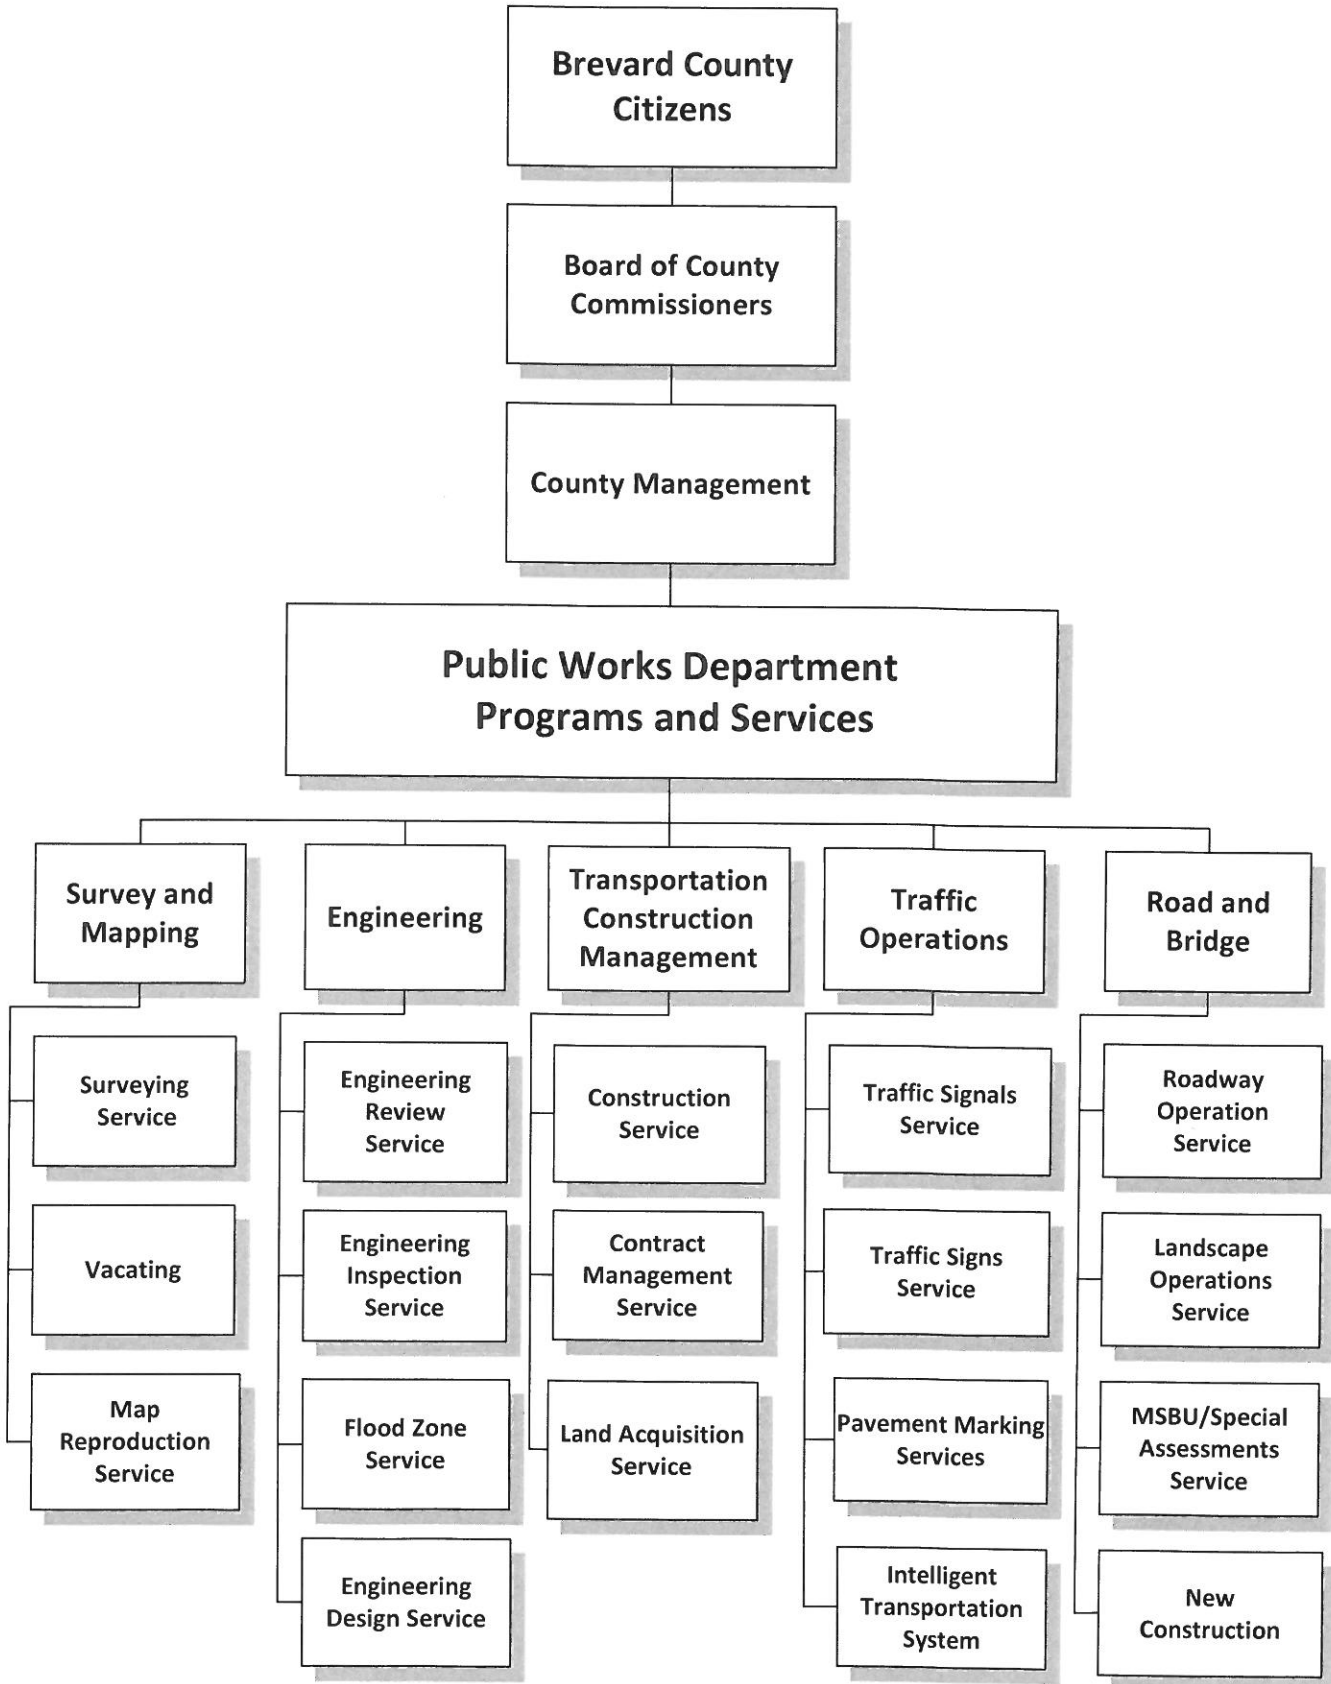 Brevard County
Citizens
Board of County
Commissioners
County Management
Public Works Department
Programs and Services
Survey and
Mapping
Surveying
Service
Vacating
Map
Reproduction
Service
Engineering
Engineering
Review
Service
Engineering
Inspection
Service
Flood Zone
Service
Engineering
Design Service
Transportation
Construction
Management
Construction
Service
Contract
Management
Service
Land Acquisition
Service
Traffic
Operations
Traffic Signals
Service
Traffic Signs
Service
Pavement Marking
Services
Intelligent
Transportation
System
Road and
Bridge
Roadway
Operation
Service
Landscape
Operations
Service
MSBU/Special
Assessments
Service
New
Construction